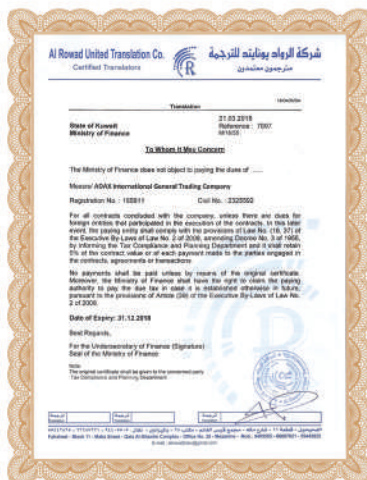 Al Rowad United Translation Co.
شركة الرواد يونايتد للترجمة
Certified Translators
مترجمون معتمدون
Translation
State of Kuwait
Ministry of Finance
21.03.2018
Reference : 7097
To Whom It May Concern
The Ministry of Finance does not object to paying the dues of .....
Messrs/ ADAX International General Trading Company
Registration No. : 105911
Civil No. : 2325592
For all contracts concluded with the company, unless there are dues for
foreign entities that participated in the execution of the contracts. In this later
event, the paying entity shall comply with the provisions of Law No. (16, 37) of
the Executive By-Laws of Law No. 2 of 2008, amending Decree No. 3 of 1955,
by informing the Tax Compliance and Planning Department and it shall retain
5% of the contract value or of each payment made to the parties engaged in
the contracts, agreements or transactions.
No payments shall be paid unless by means of the original certificate.
Moreover, the Ministry of Finance shall have the right to claim the paying
authority to pay the due tax in case it is established otherwise in future,
pursuant to the provisions of Article (39) of the Executive By-Laws of Law No.
2 of 2008.
Date of Expiry: 31.12.2018
Best Regards,
For the Undersecretary of Finance (Signature)
Seal of the Ministry of Finance
Note:
The original certificate shall be given to the concerned party
Tax Compliance and Planning Department